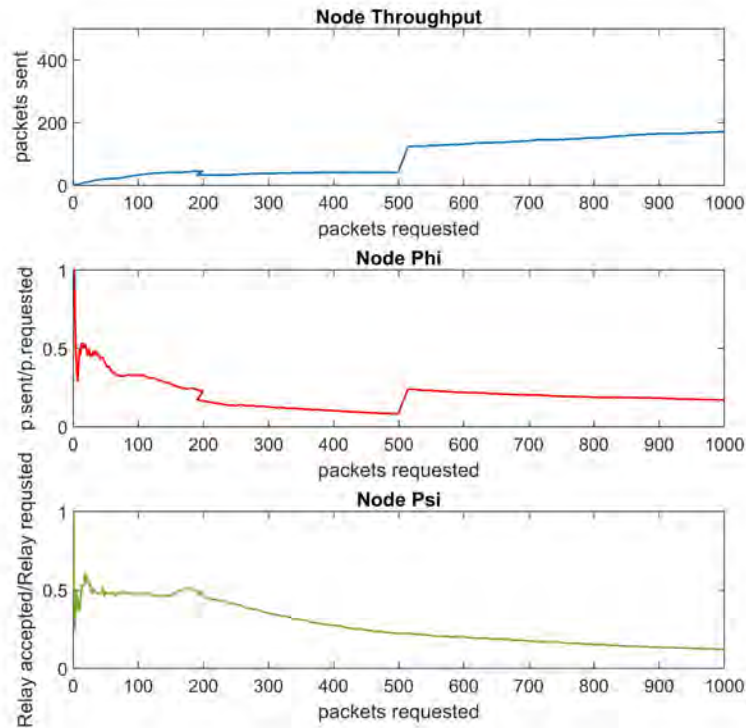 Node Throughput
packets sent
400
200
0
0 100 200 300 400 500 600 700 800 900 1000
packets requested
Node Phi
p.sent/p.requested
1
0.5
0
0 100 200 300 400 500 600 700 800 900 1000
packets requested
Node Psi
Relay accepted/Relay requsted
1
0.5
0
0 100 200 300 400 500 600 700 800 900 1000
packets requested